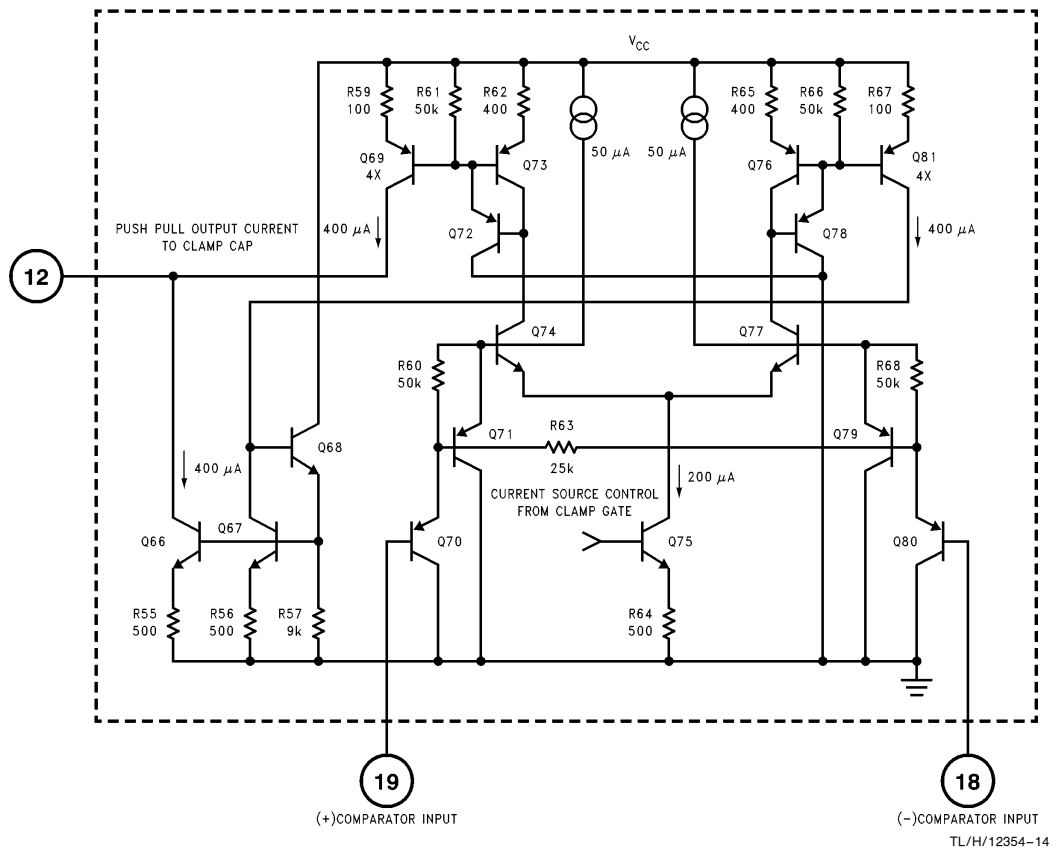 V_CC
R59
100
R61
50k
R62
400
50 µA
50 µA
R65
400
R66
50k
R67
100
Q69
4X
Q73
Q76
Q81
4X
PUSH PULL OUTPUT CURRENT
TO CLAMP CAP
400 µA
Q72
Q78
400 µA
12
Q74
Q77
R60
50k
R68
50k
Q68
Q71
R63
25k
Q79
400 µA
CURRENT SOURCE CONTROL
FROM CLAMP GATE
200 µA
Q66
Q67
Q70
Q75
Q80
R55
500
R56
500
R57
9k
R64
500
19
18
(+)COMPARATOR INPUT
(-)COMPARATOR INPUT
TL/H/12354-14